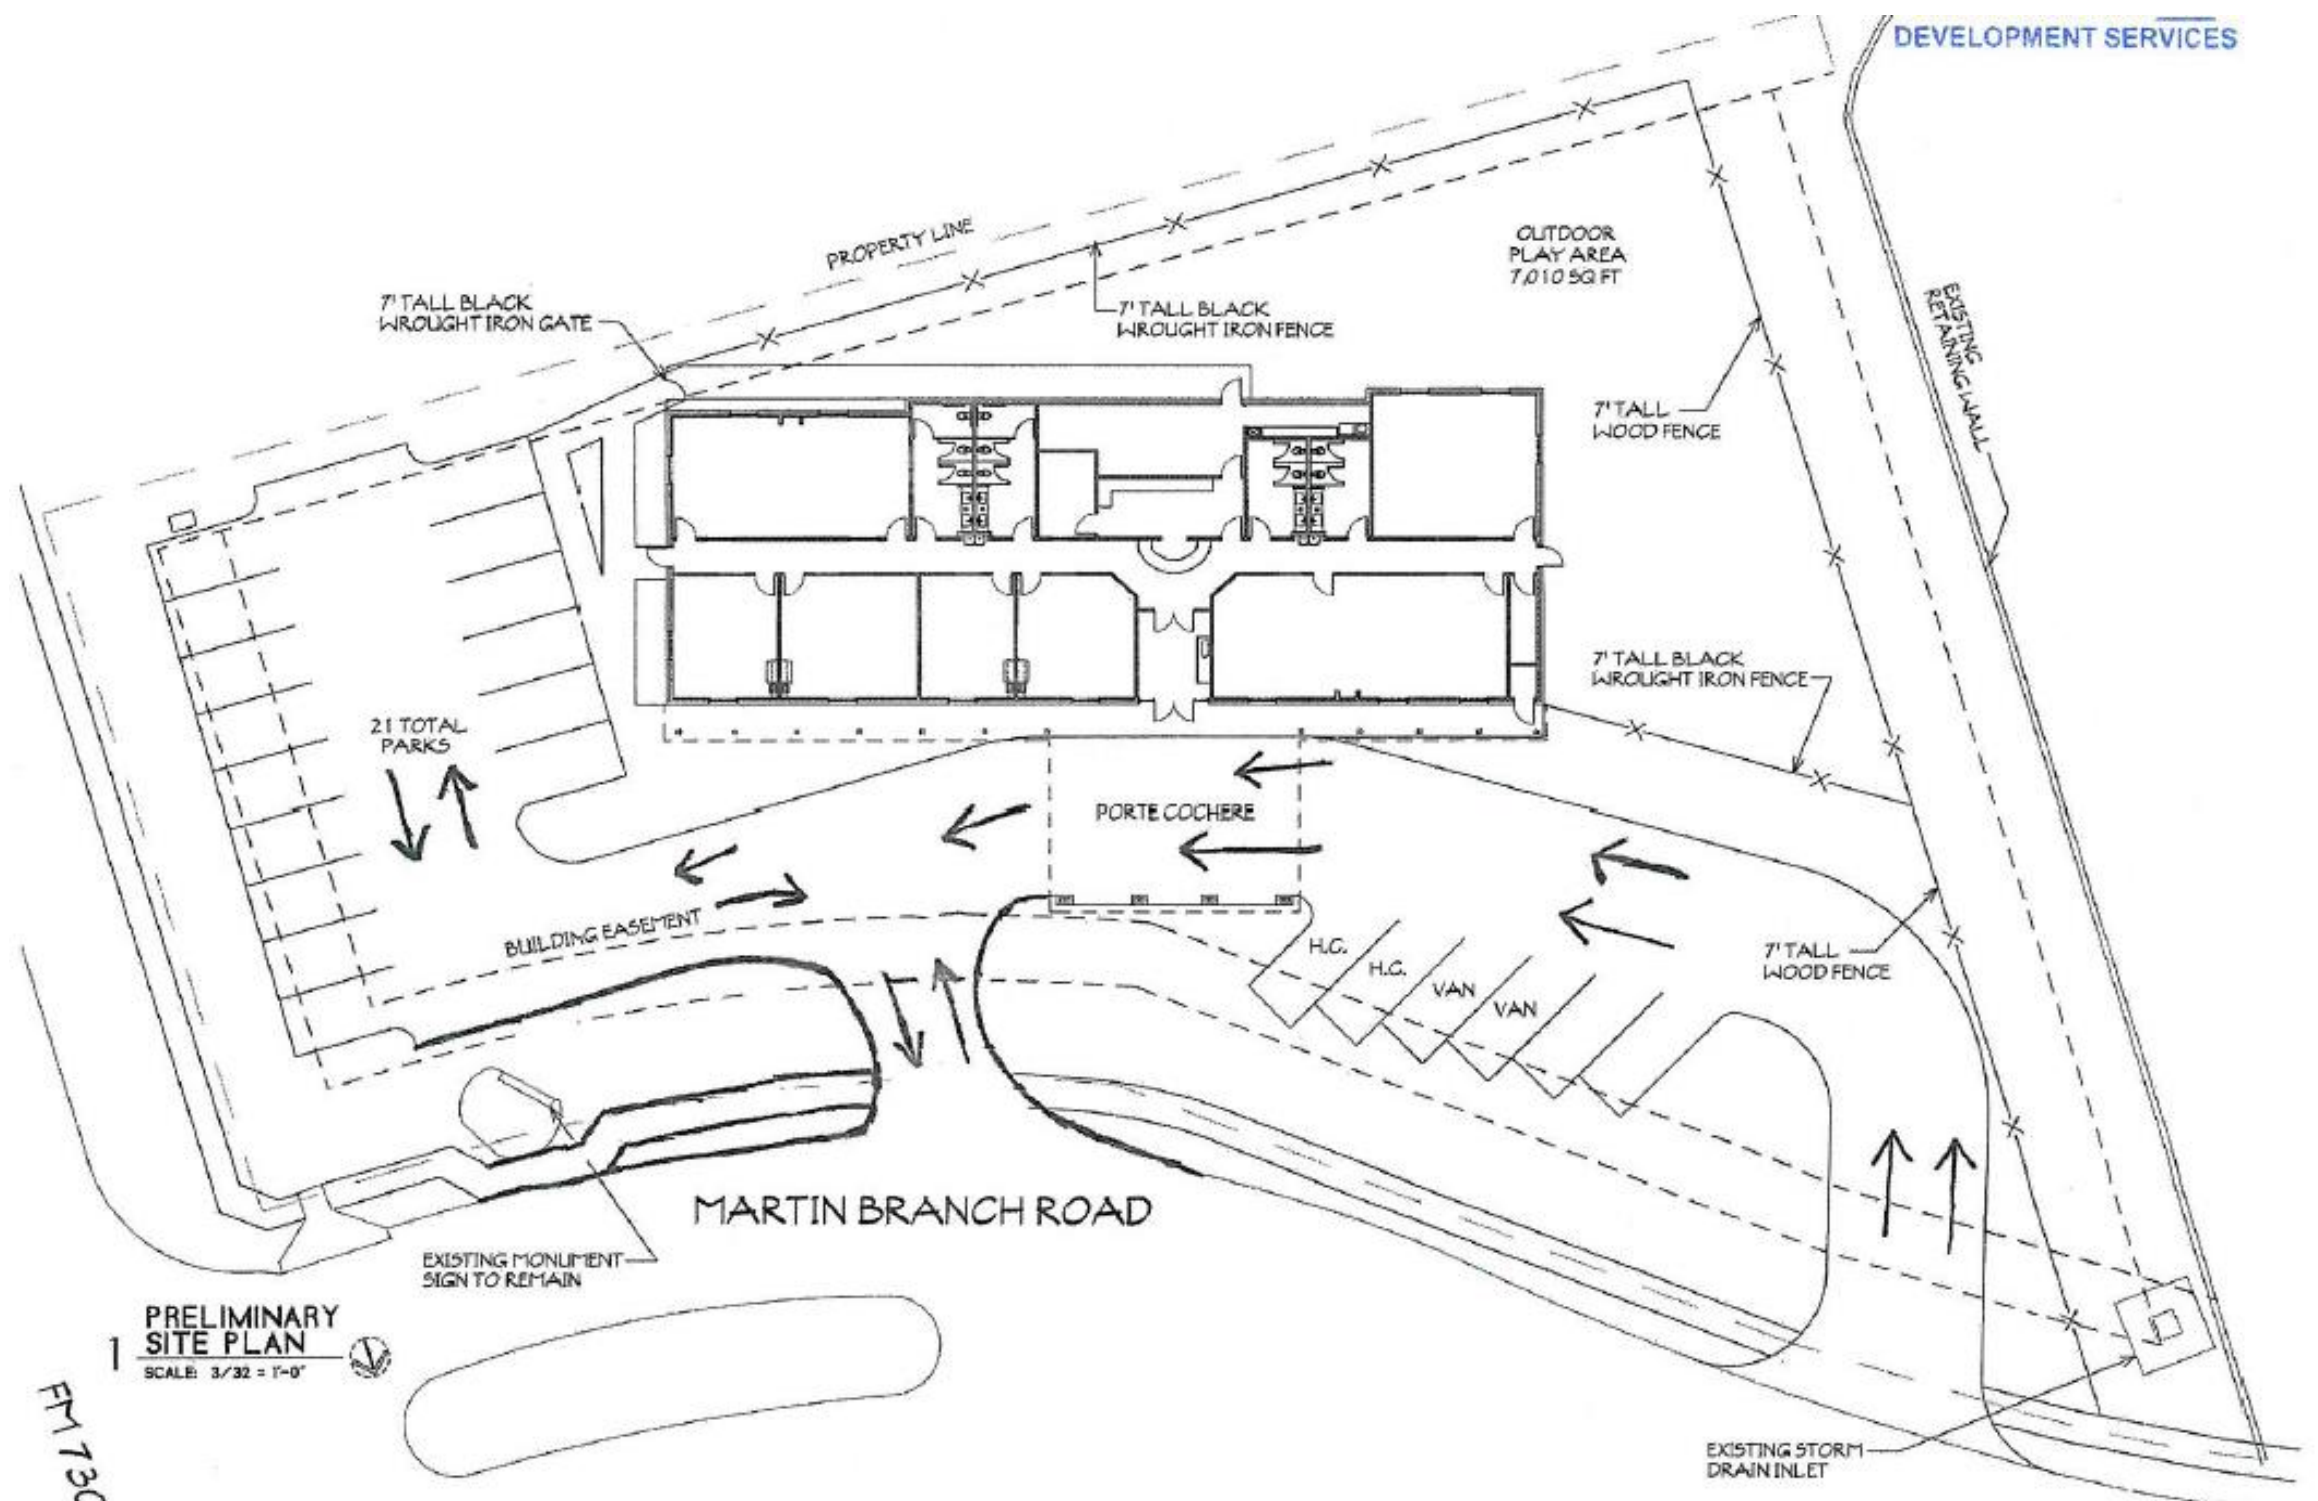 DEVELOPMENT SERVICES
PROPERTY LINE
OUTDOOR
PLAY AREA
7,010 SQ FT
7' TALL BLACK
WROUGHT IRON GATE
7' TALL BLACK
WROUGHT IRON FENCE
EXISTING
RETAINING WALL
7' TALL
WOOD FENCE
7' TALL BLACK
WROUGHT IRON FENCE
21 TOTAL
PARKS
PORTE COCHERE
BUILDING EASEMENT
H.C.
H.C.
VAN
VAN
7' TALL
WOOD FENCE
MARTIN BRANCH ROAD
EXISTING MONUMENT
SIGN TO REMAIN
1
PRELIMINARY
SITE PLAN
SCALE: 3/32 = 1'-0"
FM 730
EXISTING STORM
DRAIN INLET